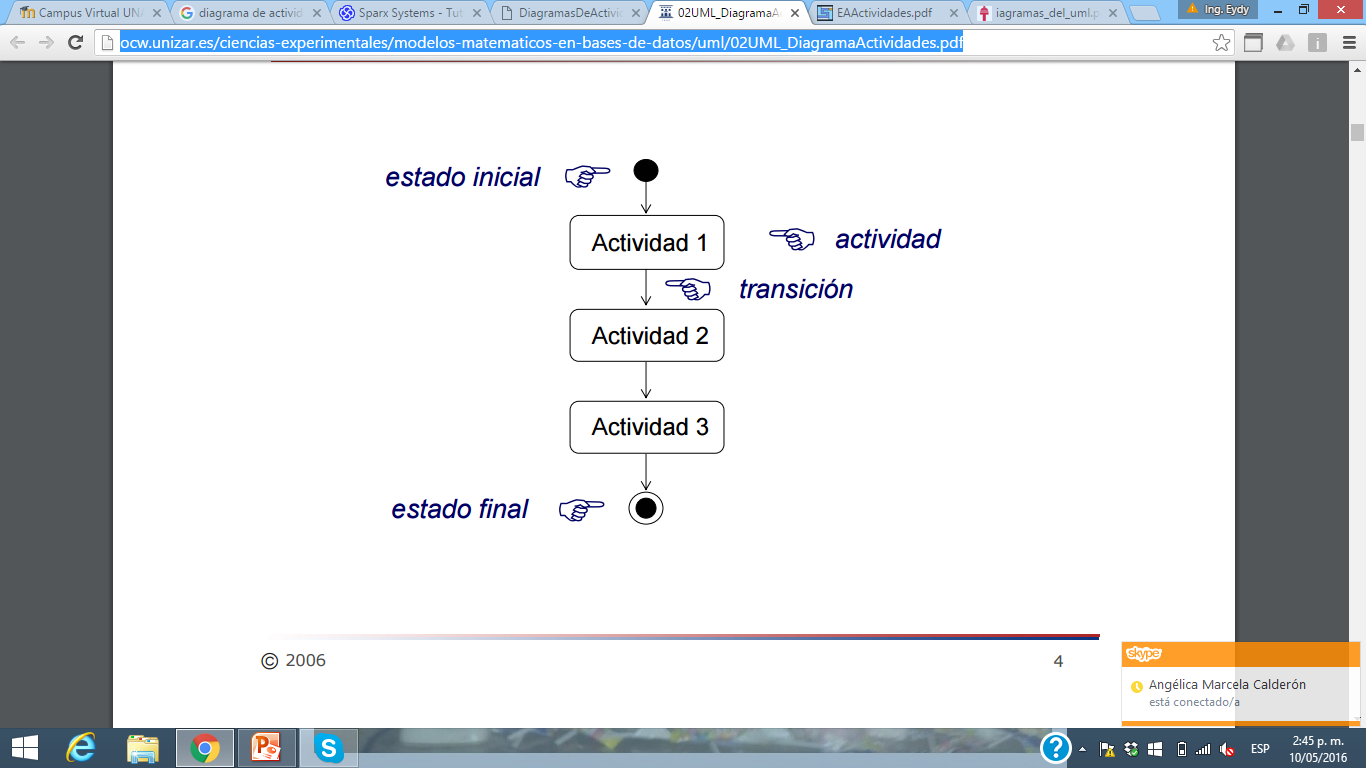 Campus Virtual UNA
diagrama de activid
Sparx Systems - Tut
DiagramasDeActivid
02UML_DiagramaA
EAActividades.pdf
iagramas_del_uml.p
Ing. Eydy
ocw.unizar.es/ciencias-experimentales/modelos-matematicos-en-bases-de-datos/uml/02UML_DiagramaActividades.pdf
estado inicial
Actividad 1
actividad
transición
Actividad 2
Actividad 3
estado final
© 2006
4
skype
Angélica Marcela Calderón
está conectado/a
ESP
2:45 p. m.
10/05/2016